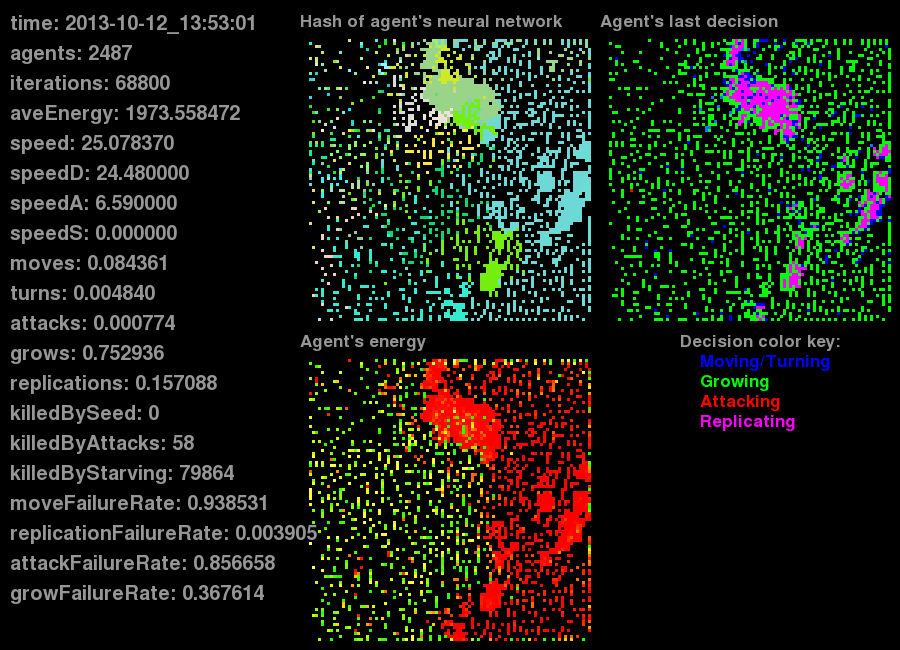 time: 2013-10-12_13:53:01
agents: 2487
iterations: 68800
aveEnergy: 1973.558472
speed: 25.078370
speedD: 24.480000
speedA: 6.590000
speedS: 0.000000
moves: 0.084361
turns: 0.004840
attacks: 0.000774
grows: 0.752936
replications: 0.157088
killedBySeed: 0
killedByAttacks: 58
killedByStarving: 79864
moveFailureRate: 0.938531
replicationFailureRate: 0.003905
attackFailureRate: 0.856658
growFailureRate: 0.367614
Hash of agent's neural network
Agent's last decision
Agent's energy
Decision color key:
Moving/Turning
Growing
Attacking
Replicating